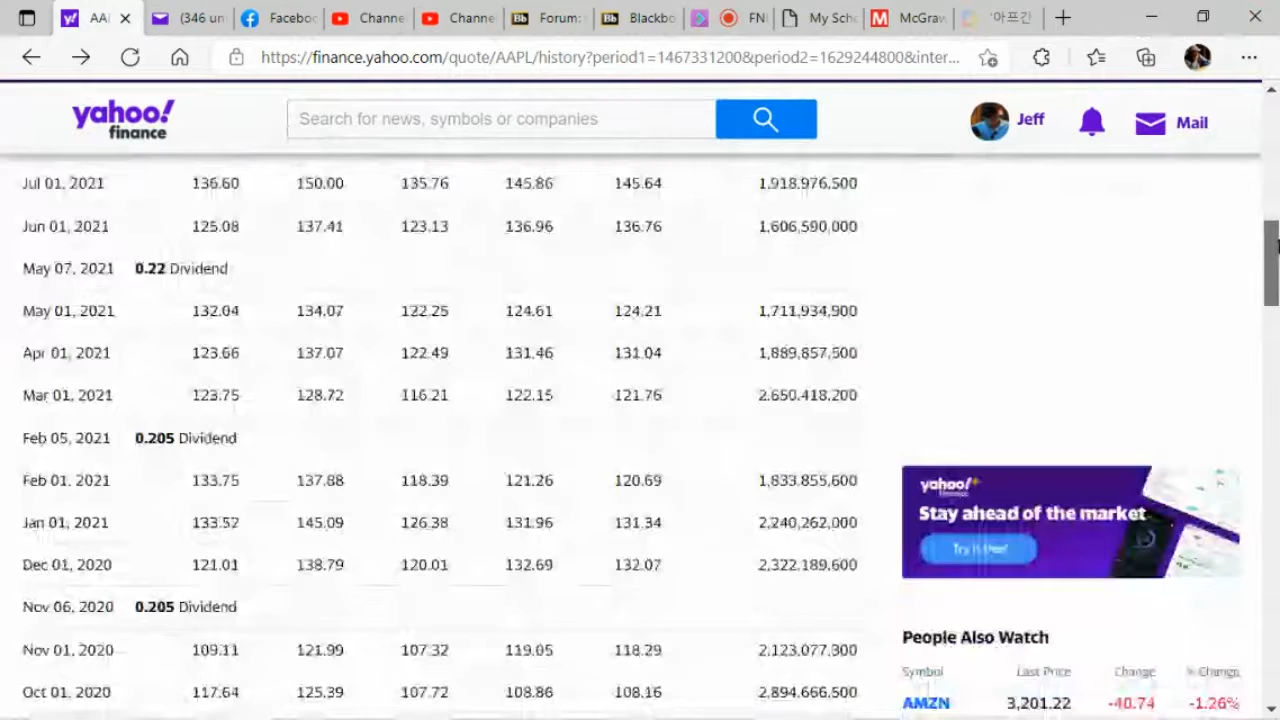 AAI
(346 un
Faceboo
Channe
Channe
Forum:
Blackbo
FNI
My Sch
McGraw
'아프간
https://finance.yahoo.com/quote/AAPL/history?period1=1467331200&period2=1629244800&inter...
yahoo!
finance
Search for news, symbols or companies
Jeff
Mail
Jul 01, 2021 136.60 150.00 135.76 145.86 145.64 1,918,976,500
Jun 01, 2021 125.08 137.41 123.13 136.96 136.76 1,606,590,000
May 07, 2021 0.22 Dividend
May 01, 2021 132.04 134.07 122.25 124.61 124.21 1,711,934,900
Apr 01, 2021 123.66 137.07 122.49 131.46 131.04 1,889,857,500
Mar 01, 2021 123.75 128.72 116.21 122.15 121.76 2,650,418,200
Feb 05, 2021 0.205 Dividend
Feb 01, 2021 133.75 137.88 118.39 121.26 120.69 1,833,855,600
Jan 01, 2021 133.52 145.09 126.38 131.96 131.34 2,240,262,000
Dec 01, 2020 121.01 138.79 120.01 132.69 132.07 2,322,189,600
Nov 06, 2020 0.205 Dividend
Nov 01, 2020 109.11 121.99 107.32 119.05 118.29 2,123,077,300
Oct 01, 2020 117.64 125.39 107.72 108.86 108.16 2,894,666,500
yahoo!+
finance
Stay ahead of the market
Try it free!
People Also Watch
Symbol Last Price Change % Change
AMZN 3,201.22 -40.74 -1.26%